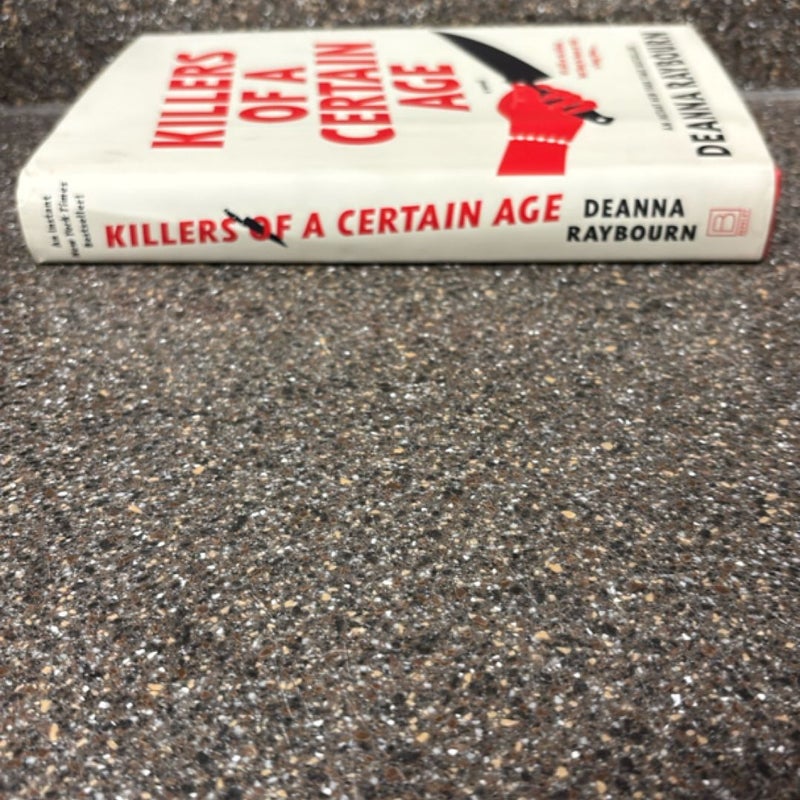 KILLERS
OF A
CERTAIN
AGE
DEANNA RAYBOURN
An Instant
New York Times
Bestseller!
KILLERS OF A CERTAIN AGE
DEANNA
RAYBOURN
B